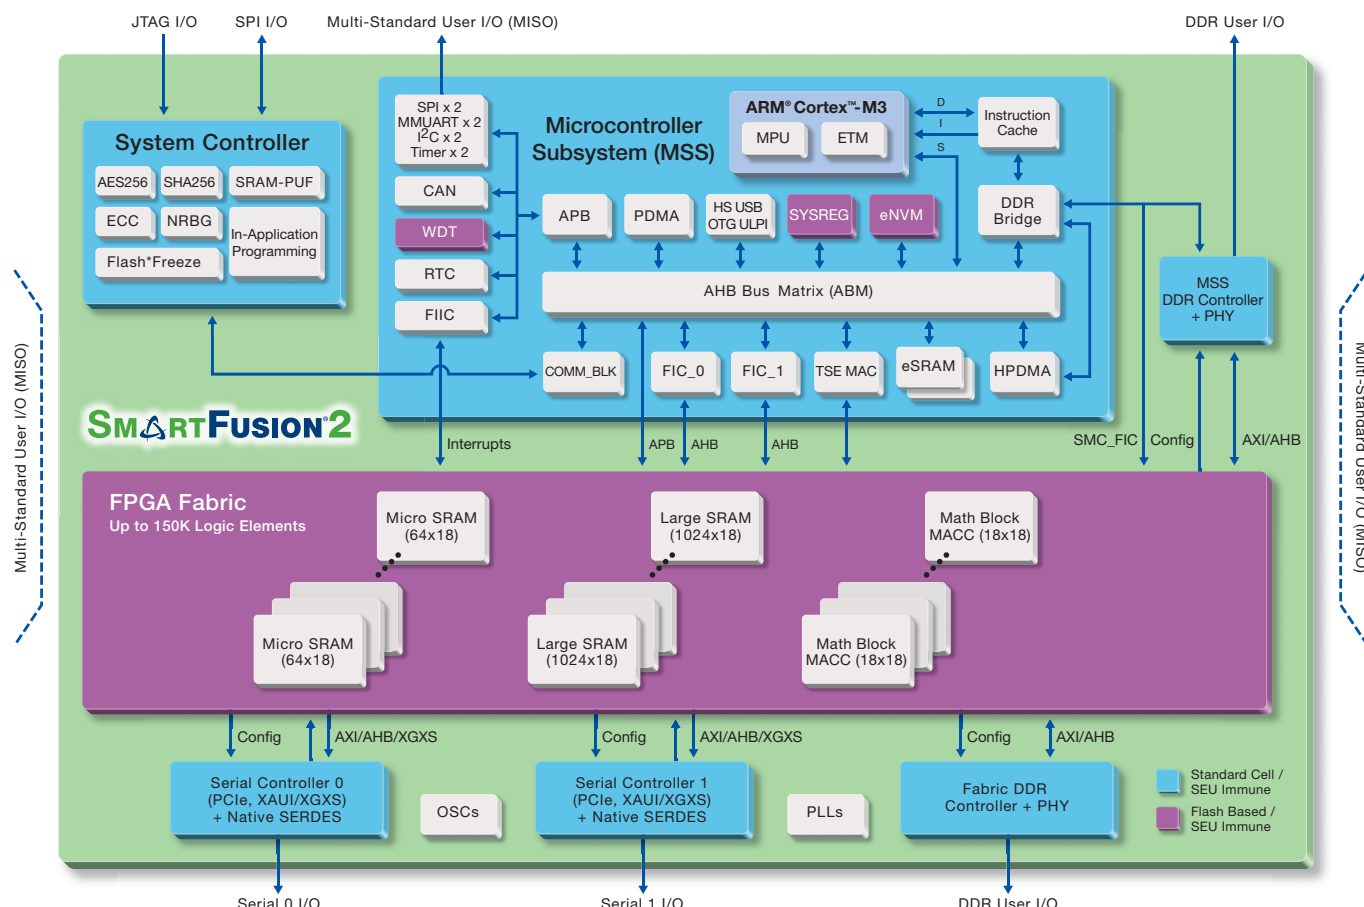 JTAG I/O
SPI I/O
Multi-Standard User I/O (MISO)
DDR User I/O
System Controller
AES256
SHA256
SRAM-PUF
ECC
NRBG
In-Application
Programming
Flash*Freeze
SPI x 2
MMUART x 2
I2C x 2
Timer x 2
CAN
WDT
RTC
FIIC
Microcontroller
Subsystem (MSS)
ARM® Cortex™-M3
MPU
ETM
D
I
S
Instruction
Cache
APB
PDMA
HS USB
OTG ULPI
SYSREG
eNVM
DDR
Bridge
AHB Bus Matrix (ABM)
COMM_BLK
FIC_0
FIC_1
TSE MAC
eSRAM
HPDMA
MSS
DDR Controller
+ PHY
Multi-Standard User I/O (MISO)
Multi-Standard User I/O (MISO)
SMARTFUSION®2
Interrupts
APB
AHB
AHB
SMC_FIC
Config
AXI/AHB
FPGA Fabric
Up to 150K Logic Elements
Micro SRAM
(64x18)
Large SRAM
(1024x18)
Math Block
MACC (18x18)
Micro SRAM
(64x18)
Large SRAM
(1024x18)
Math Block
MACC (18x18)
Config
AXI/AHB/XGXS
Config
AXI/AHB/XGXS
Config
AXI/AHB
Serial Controller 0
(PCIe, XAUI/XGXS)
+ Native SERDES
OSCs
Serial Controller 1
(PCIe, XAUI/XGXS)
+ Native SERDES
PLLs
Fabric DDR
Controller + PHY
Standard Cell /
SEU Immune
Flash Based /
SEU Immune
Serial 0 I/O
Serial 1 I/O
DDR User I/O